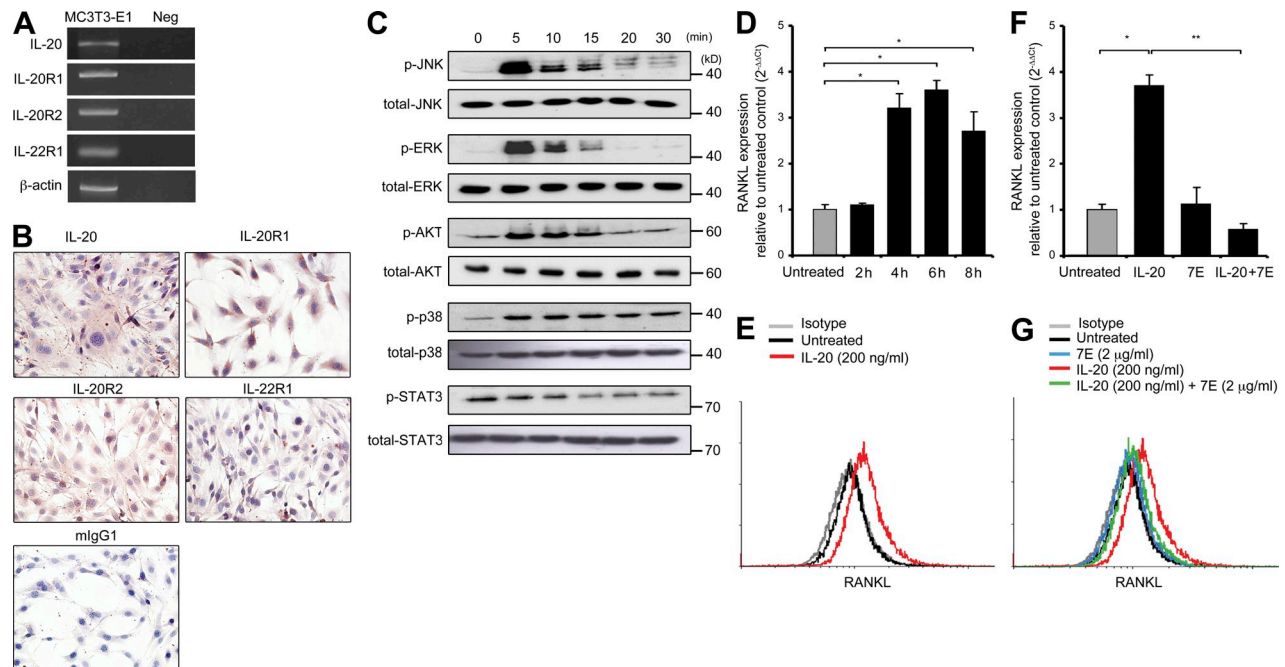 A
MC3T3-E1 Neg
IL-20
IL-20R1
IL-20R2
IL-22R1
β-actin
B
IL-20 IL-20R1
IL-20R2 IL-22R1
mIgG1
C
0 5 10 15 20 30 (min)
(kD)
p-JNK 40
total-JNK 40
p-ERK 40
total-ERK 40
p-AKT 60
total-AKT 60
p-p38 40
total-p38 40
p-STAT3 70
total-STAT3 70
D
RANKL expression
relative to untreated control (2-ΔΔCt)
5
4
3
2
1
0
*
*
*
Untreated 2h 4h 6h 8h
E
Isotype
Untreated
IL-20 (200 ng/ml)
RANKL
F
RANKL expression
relative to untreated control (2-ΔΔCt)
5
4
3
2
1
0
* **
Untreated IL-20 7E IL-20+7E
G
Isotype
7E (2 μg/ml)
Untreated
IL-20 (200 ng/ml)
IL-20 (200 ng/ml) + 7E (2 μg/ml)
RANKL